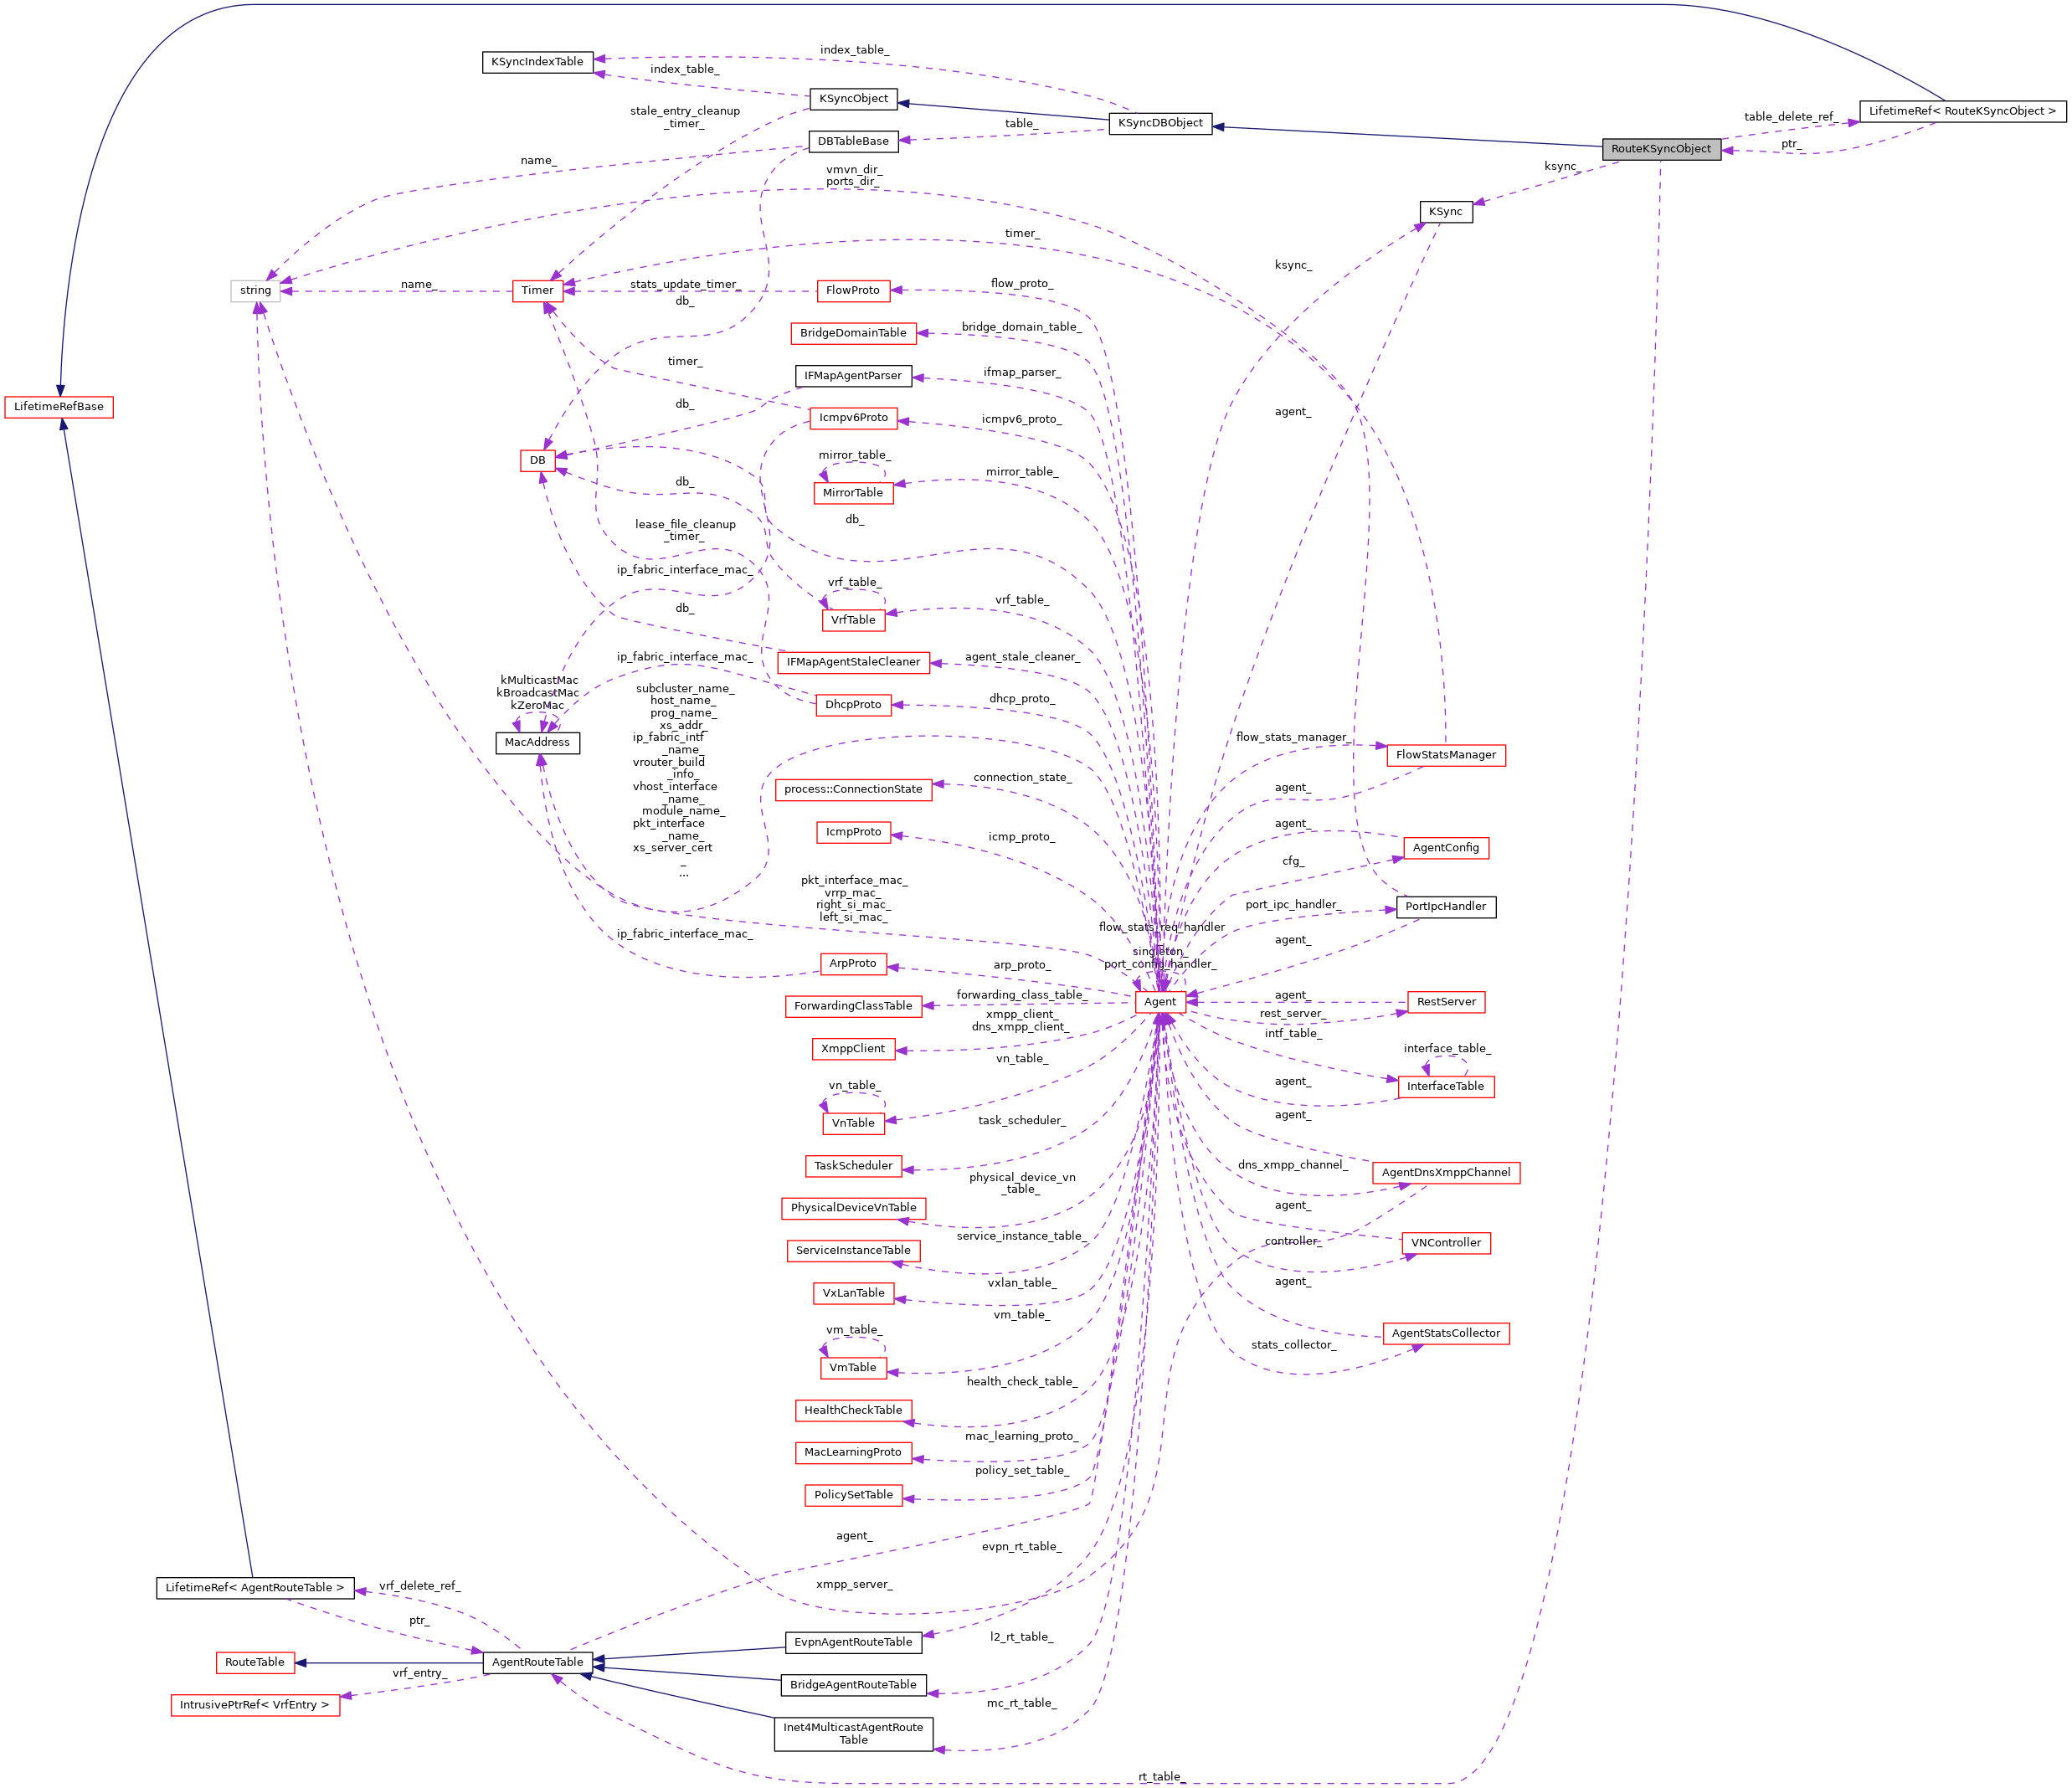 index_table_
KSyncIndexTable
index_table_
KSyncObject
LifetimeRef< RouteKSyncObject >
stale_entry_cleanup
_timer_
table_
KSyncDBObject
table_delete_ref_
DBTableBase
RouteKSyncObject
ptr_
name_
vmvn_dir_
ports_dir_
ksync_
KSync
timer_
ksync_
string
name_
Timer
stats_update_timer_
FlowProto
flow_proto_
db_
BridgeDomainTable
bridge_domain_table_
timer_
IFMapAgentParser
ifmap_parser_
LifetimeRefBase
db_
Icmpv6Proto
icmpv6_proto_
agent_
DB
mirror_table_
mirror_table_
db_
MirrorTable
db_
lease_file_cleanup
_timer_
ip_fabric_interface_mac_
vrf_table_
vrf_table_
db_
VrfTable
ip_fabric_interface_mac_
IFMapAgentStaleCleaner
agent_stale_cleaner_
kMulticastMac
kBroadcastMac
kZeroMac
MacAddress
subcluster_name_
host_name_
prog_name_
xs_addr_
ip_fabric_intf
_name_
vrouter_build
_info_
vhost_interface
_name_
module_name_
pkt_interface
_name_
xs_server_cert
_
...
DhcpProto
dhcp_proto_
flow_stats_manager_
FlowStatsManager
process::ConnectionState
connection_state_
agent_
IcmpProto
icmp_proto_
agent_
AgentConfig
cfg_
pkt_interface_mac_
vrrp_mac_
right_si_mac_
left_si_mac_
port_ipc_handler_
PortIpcHandler
flow_stats_req_handler
_
singleton_
port_config_handler_
agent_
ip_fabric_interface_mac_
ArpProto
arp_proto_
ForwardingClassTable
forwarding_class_table_
Agent
agent_
RestServer
rest_server_
xmpp_client_
dns_xmpp_client_
intf_table_
XmppClient
vn_table_
interface_table_
InterfaceTable
vn_table_
VnTable
agent_
task_scheduler_
agent_
TaskScheduler
dns_xmpp_channel_
AgentDnsXmppChannel
physical_device_vn
_table_
PhysicalDeviceVnTable
agent_
service_instance_table_
ServiceInstanceTable
controller_
VNController
vxlan_table_
VxLanTable
agent_
vm_table_
vm_table_
VmTable
stats_collector_
AgentStatsCollector
health_check_table_
HealthCheckTable
mac_learning_proto_
MacLearningProto
policy_set_table_
PolicySetTable
agent_
evpn_rt_table_
LifetimeRef< AgentRouteTable >
vrf_delete_ref_
xmpp_server_
ptr_
EvpnAgentRouteTable
l2_rt_table_
RouteTable
AgentRouteTable
vrf_entry_
BridgeAgentRouteTable
IntrusivePtrRef< VrfEntry >
mc_rt_table_
Inet4MulticastAgentRoute
Table
rt_table_